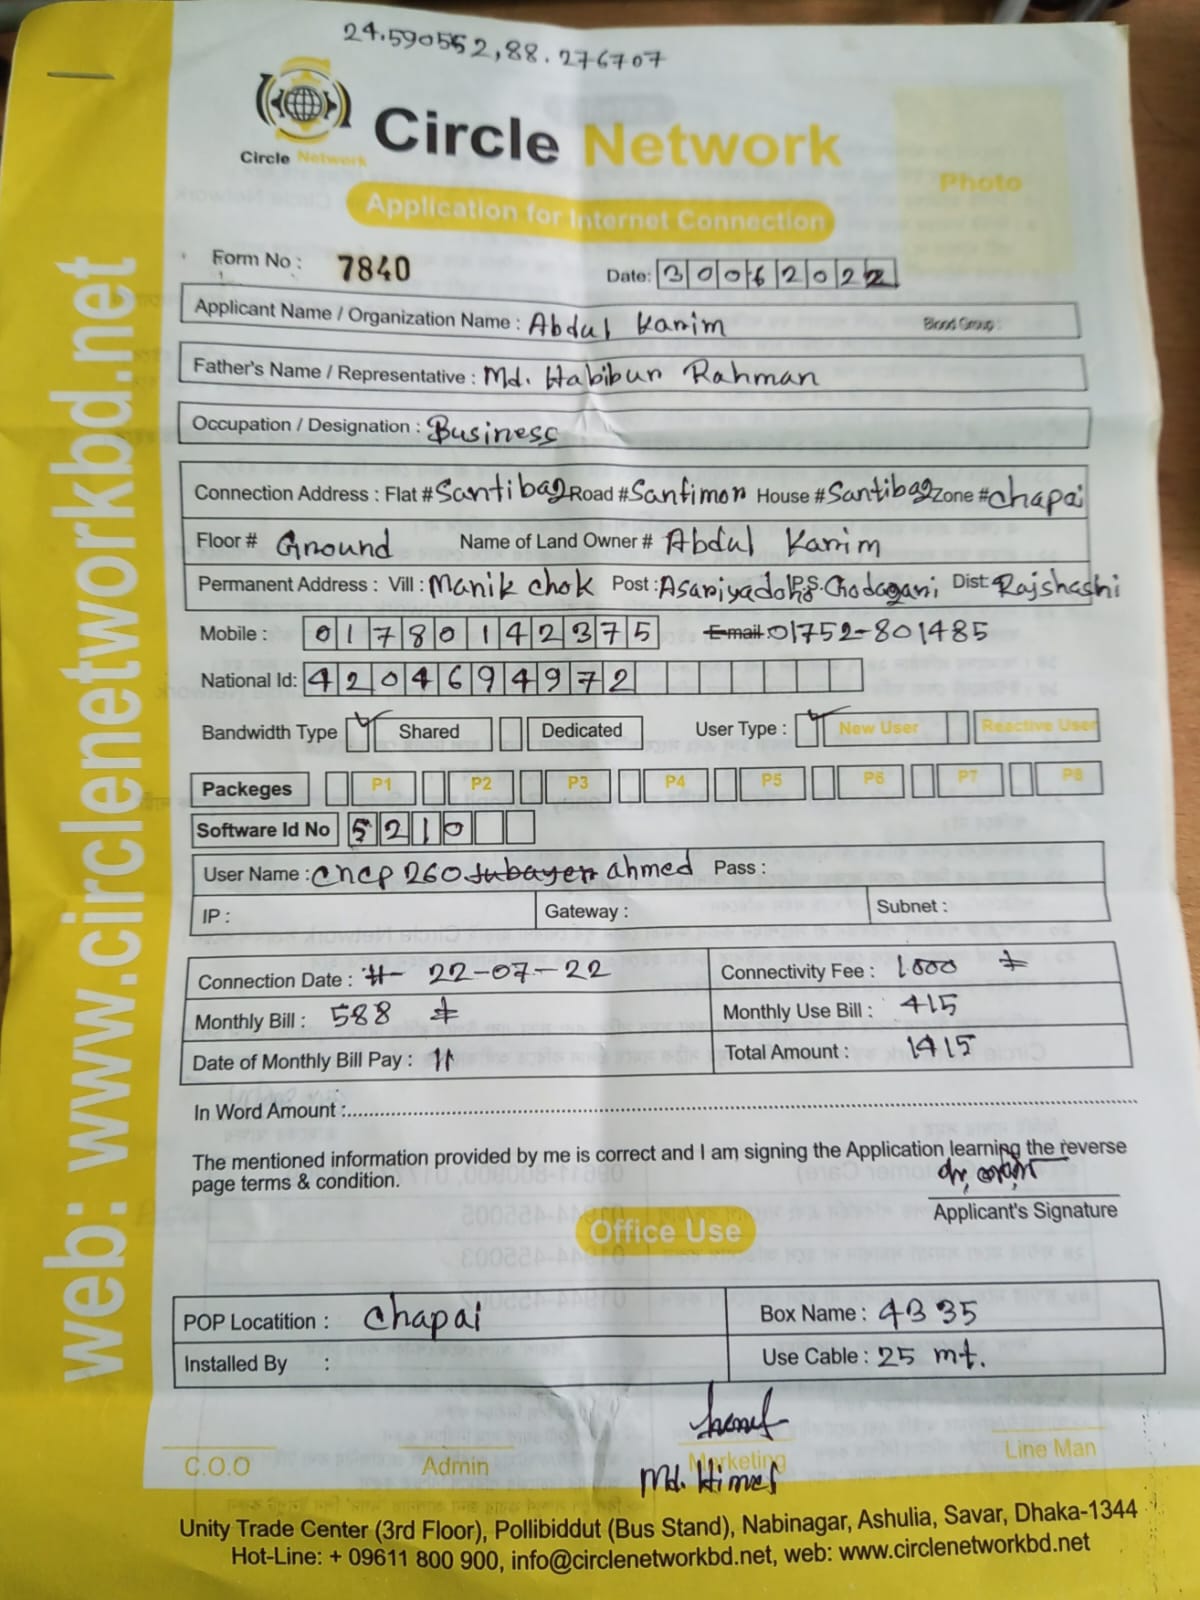 24.590552,88.276707
Circle Network
Circle Network
Photo
Application for Internet Connection
Form No : 7840
Date: 30062022
Applicant Name / Organization Name : Abdul Karim Blood Group :
Father's Name / Representative : Md. Habibur Rahman
Occupation / Designation : Business
Connection Address : Flat # Santibag Road # Santimor House # Santibag Zone # chapai
Floor # Ground Name of Land Owner # Abdul Karim
Permanent Address : Vill : Manik chok Post : P.S. Godagari Dist: Rajshashi
Mobile : 01780142375 E-mail 01752-801485
National Id: 4204694972
Bandwidth Type Shared Dedicated User Type : New User Reactive User
Packeges P1 P2 P3 P4 P5 P6 P7 P8
Software Id No 5210
User Name : cncp260.jubayer ahmed Pass :
IP : Gateway : Subnet :
Connection Date : 22-07-22 Connectivity Fee : 1000
Monthly Bill : 588 Monthly Use Bill : 415
Date of Monthly Bill Pay : Total Amount : 1415
In Word Amount :
The mentioned information provided by me is correct and I am signing the Application learning the reverse
page terms & condition.
Applicant's Signature
Office Use
POP Locatition : Chapai Box Name : 4B35
Installed By : Use Cable : 25 mt.
C.O.O Admin Marketing Line Man
Md. Himel
Unity Trade Center (3rd Floor), Pollibiddut (Bus Stand), Nabinagar, Ashulia, Savar, Dhaka-1344
Hot-Line: + 09611 800 900, info@circlenetworkbd.net, web: www.circlenetworkbd.net
web: www.circlenetworkbd.net